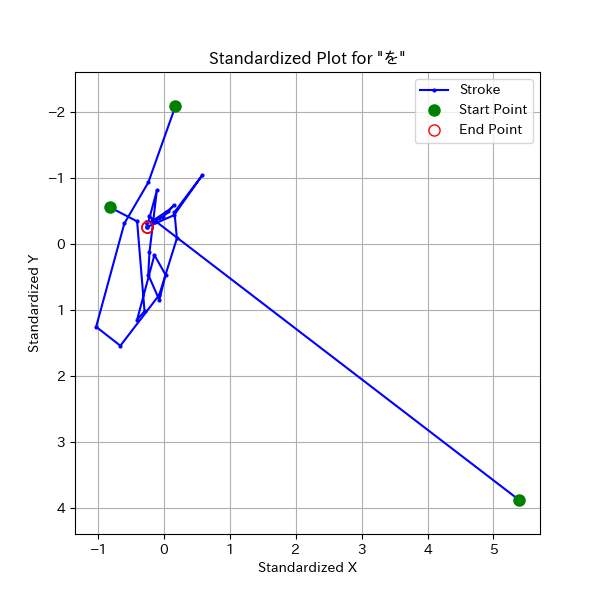 Standardized Plot for "を"
Stroke
Start Point
End Point
Standardized Y
−2
−1
0
1
2
3
4
−1
0
1
2
3
4
5
Standardized X